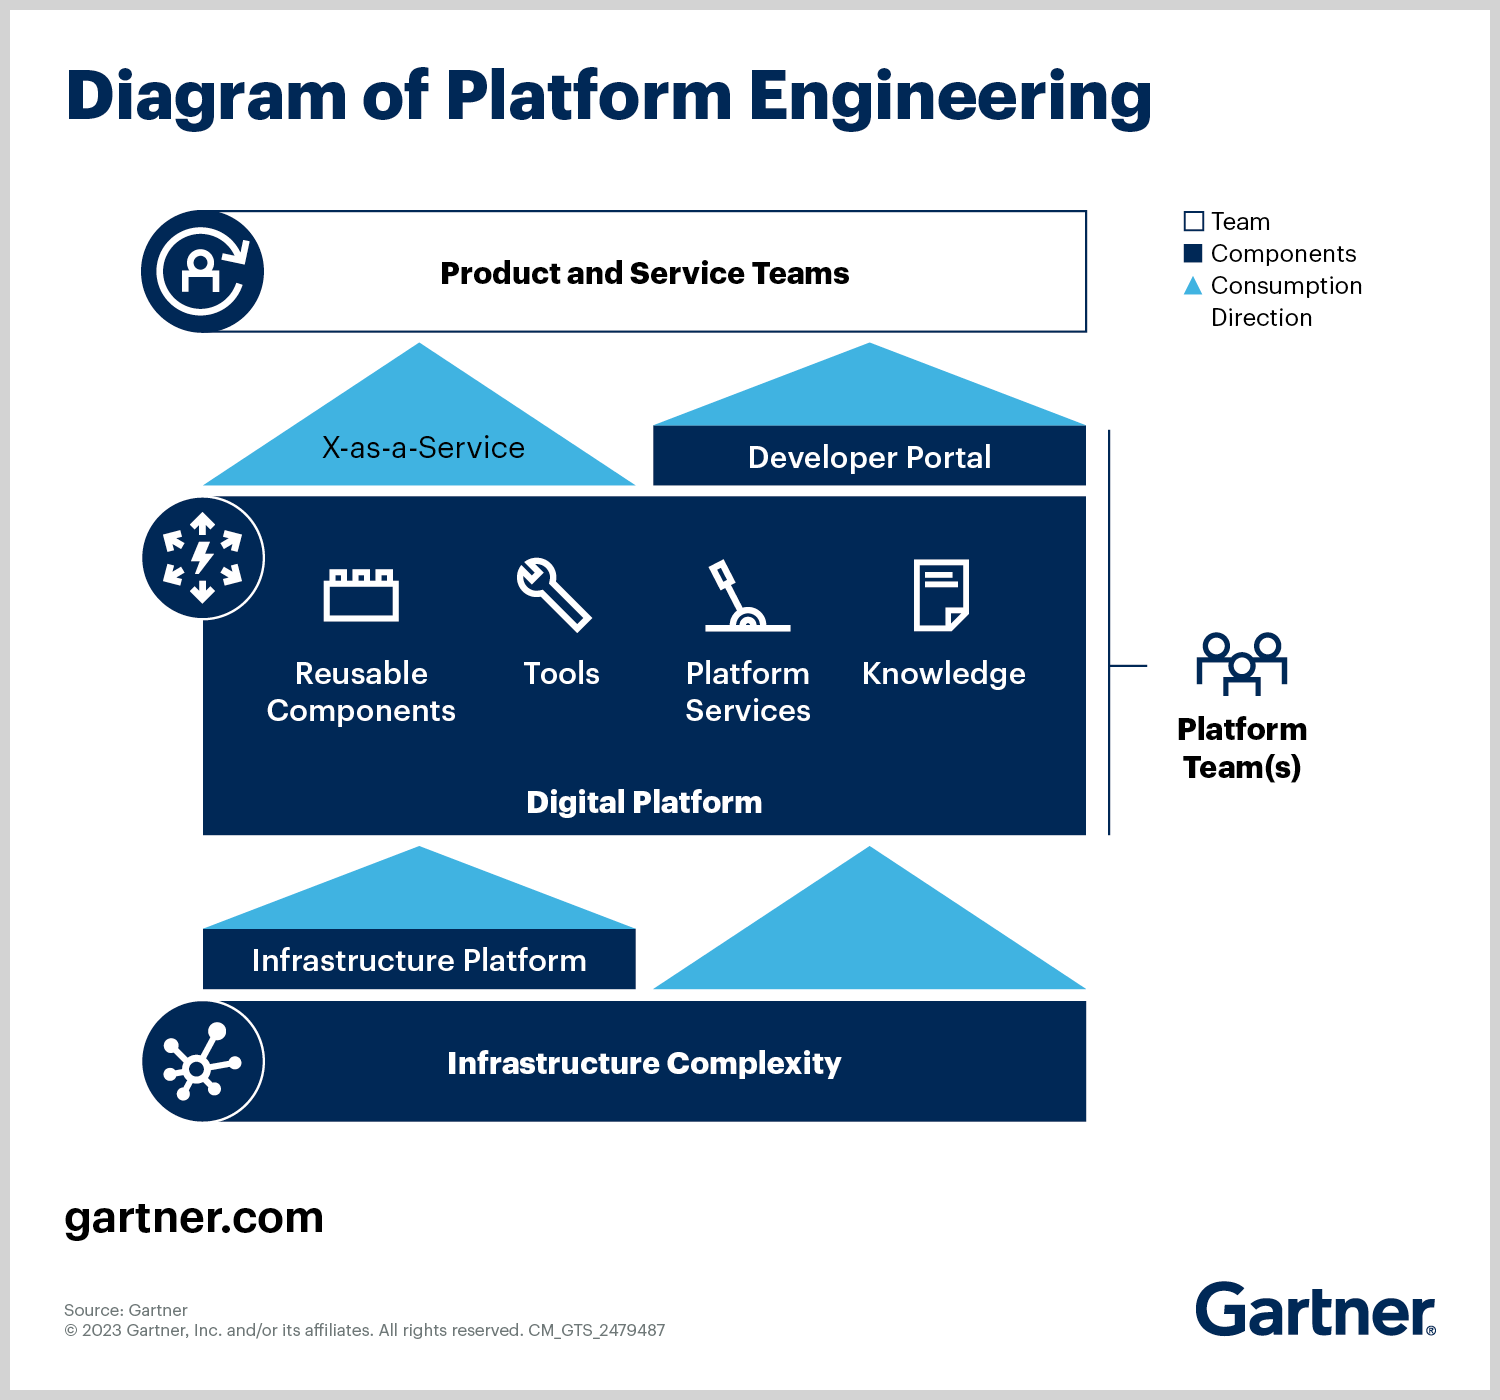 Diagram of Platform Engineering
Product and Service Teams
Team
Components
Consumption
Direction
X-as-a-Service
Developer Portal
Reusable
Components
Tools
Platform
Services
Knowledge
Digital Platform
Platform
Team(s)
Infrastructure Platform
Infrastructure Complexity
gartner.com
Source: Gartner
© 2023 Gartner, Inc. and/or its affiliates. All rights reserved. CM_GTS_2479487
Gartner®